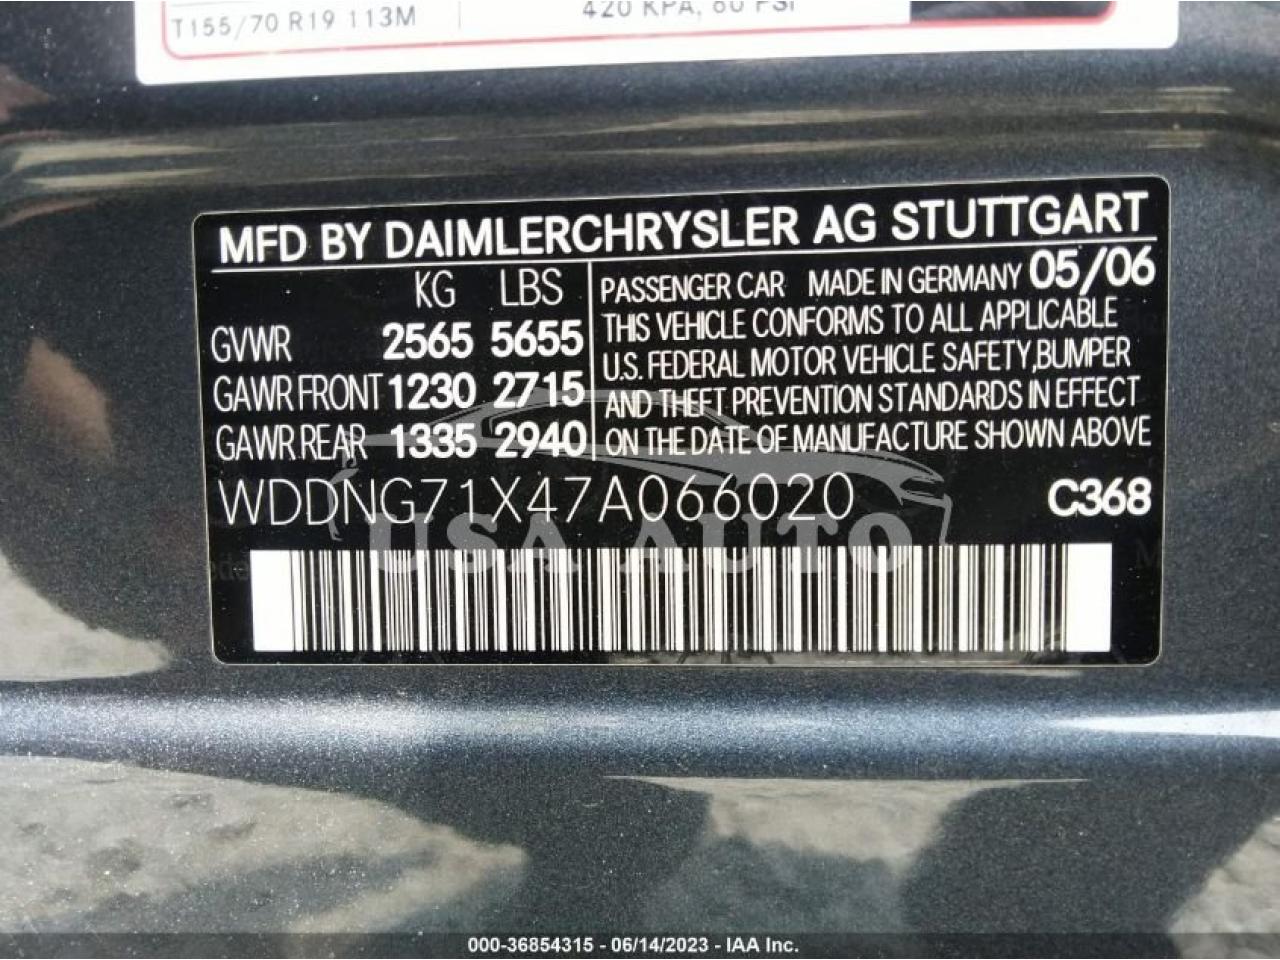 T155/70 R19 113M
420 KPA, 60 PSI
MFD BY DAIMLERCHRYSLER AG STUTTGART
KG LBS
GVWR 2565 5655
GAWR FRONT 1230 2715
GAWR REAR 1335 2940
PASSENGER CAR MADE IN GERMANY 05/06
THIS VEHICLE CONFORMS TO ALL APPLICABLE
U.S. FEDERAL MOTOR VEHICLE SAFETY, BUMPER
AND THEFT PREVENTION STANDARDS IN EFFECT
ON THE DATE OF MANUFACTURE SHOWN ABOVE
WDDNG71X47A066020 C368
USA AUTO
000-36854315 - 06/14/2023 - IAA Inc.